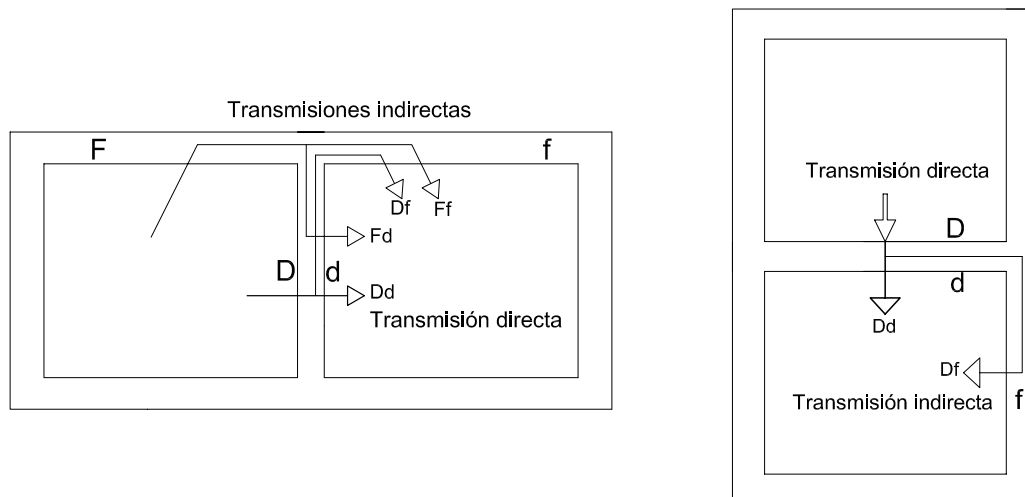 Transmisiones indirectas
F
f
Df
Ff
Fd
D
d
Dd
Transmisión directa
Transmisión directa
D
d
Dd
Df
Transmisión indirecta
f